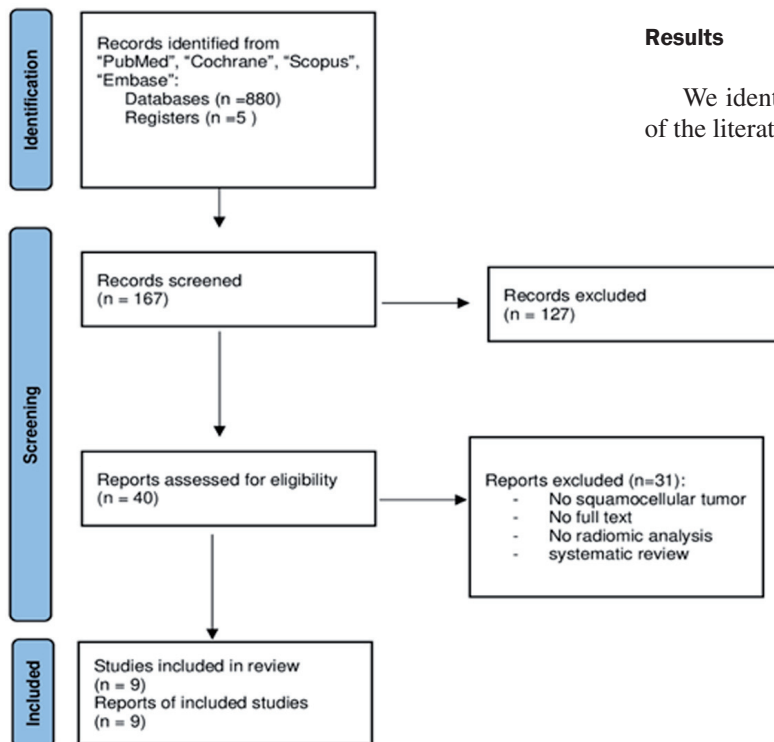 Identification
Records identified from
“PubMed”, “Cochrane”, “Scopus”,
“Embase”:
Databases (n =880)
Registers (n =5 )
Results
We ident
of the literat
Screening
Records screened
(n = 167)
Records excluded
(n = 127)
Reports assessed for eligibility
(n = 40)
Reports excluded (n=31):
- No squamocellular tumor
- No full text
- No radiomic analysis
- systematic review
Included
Studies included in review
(n = 9)
Reports of included studies
(n = 9)